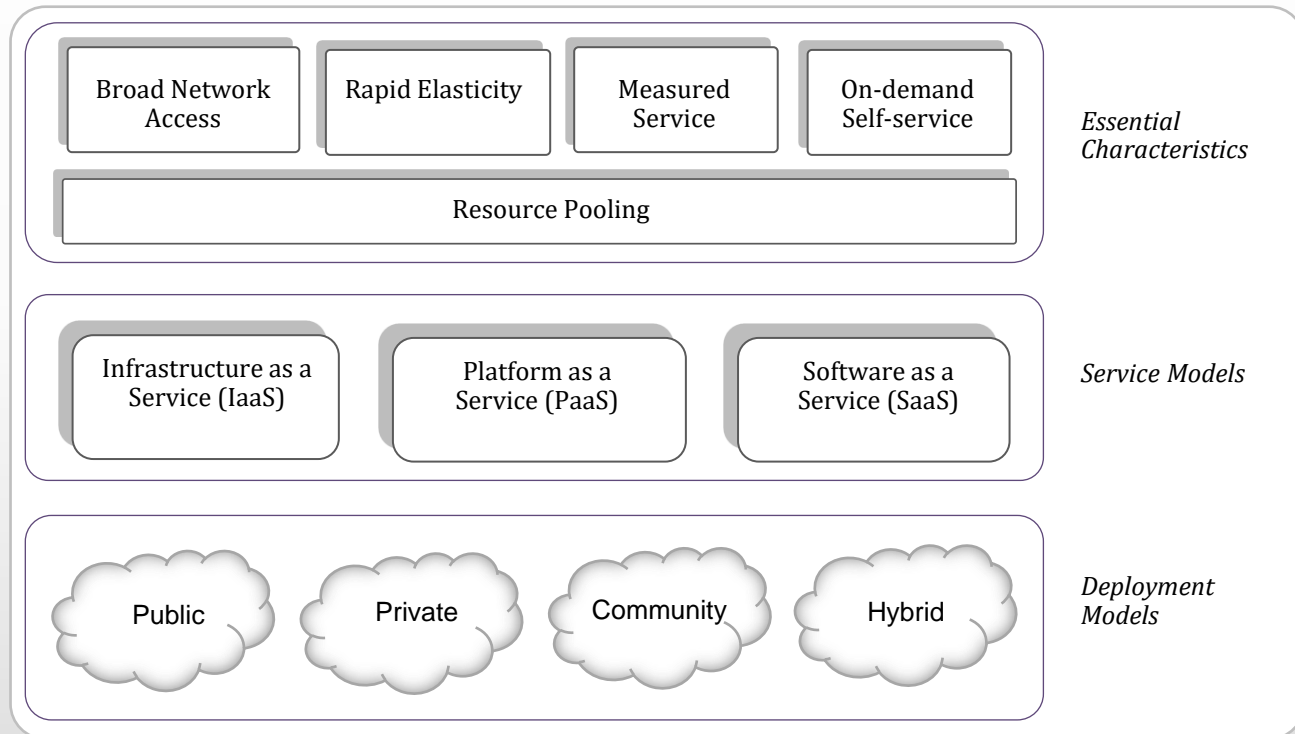 Broad Network
Access
Rapid Elasticity
Measured
Service
On-demand
Self-service
Essential
Characteristics
Resource Pooling
Infrastructure as a
Service (IaaS)
Platform as a
Service (PaaS)
Software as a
Service (SaaS)
Service Models
Public
Private
Community
Hybrid
Deployment
Models